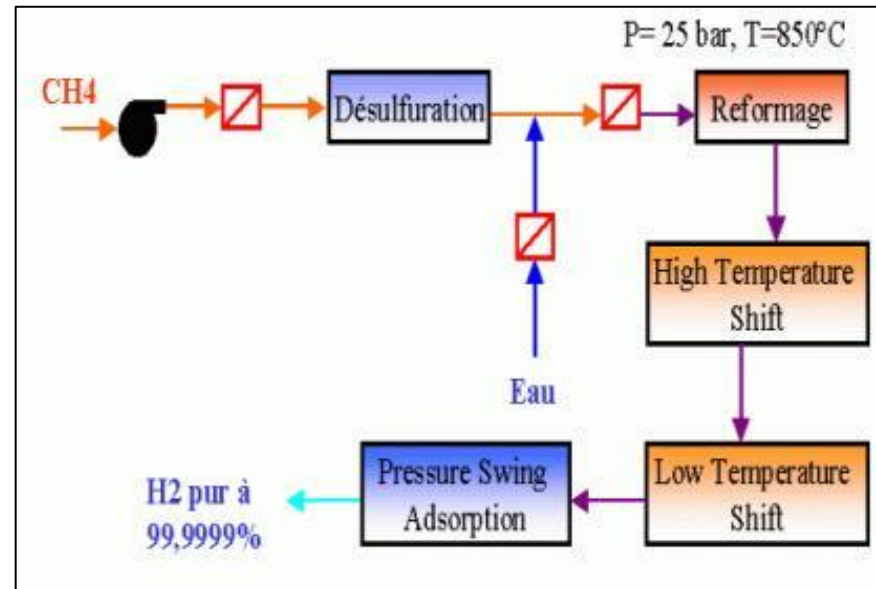 P= 25 bar, T=850°C
CH4
Désulfuration
Reformage
High Temperature
Shift
Eau
Low Temperature
Shift
Pressure Swing
Adsorption
H2 pur à
99,9999%